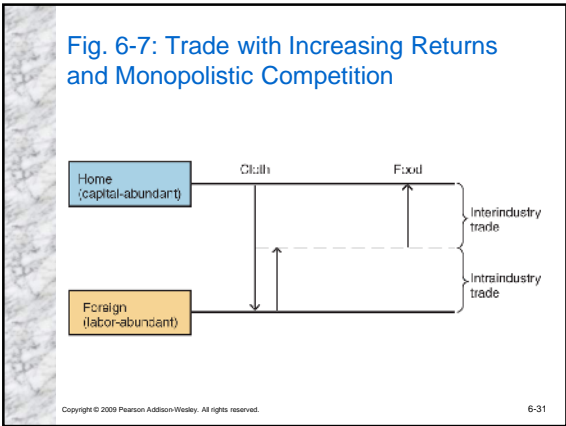 Fig. 6-7: Trade with Increasing Returns
and Monopolistic Competition
Cloth
Food
Home
(capital-abundant)
Interindustry
trade
Intraindustry
trade
Foreign
(labor-abundant)
Copyright © 2009 Pearson Addison-Wesley. All rights reserved.
6-31